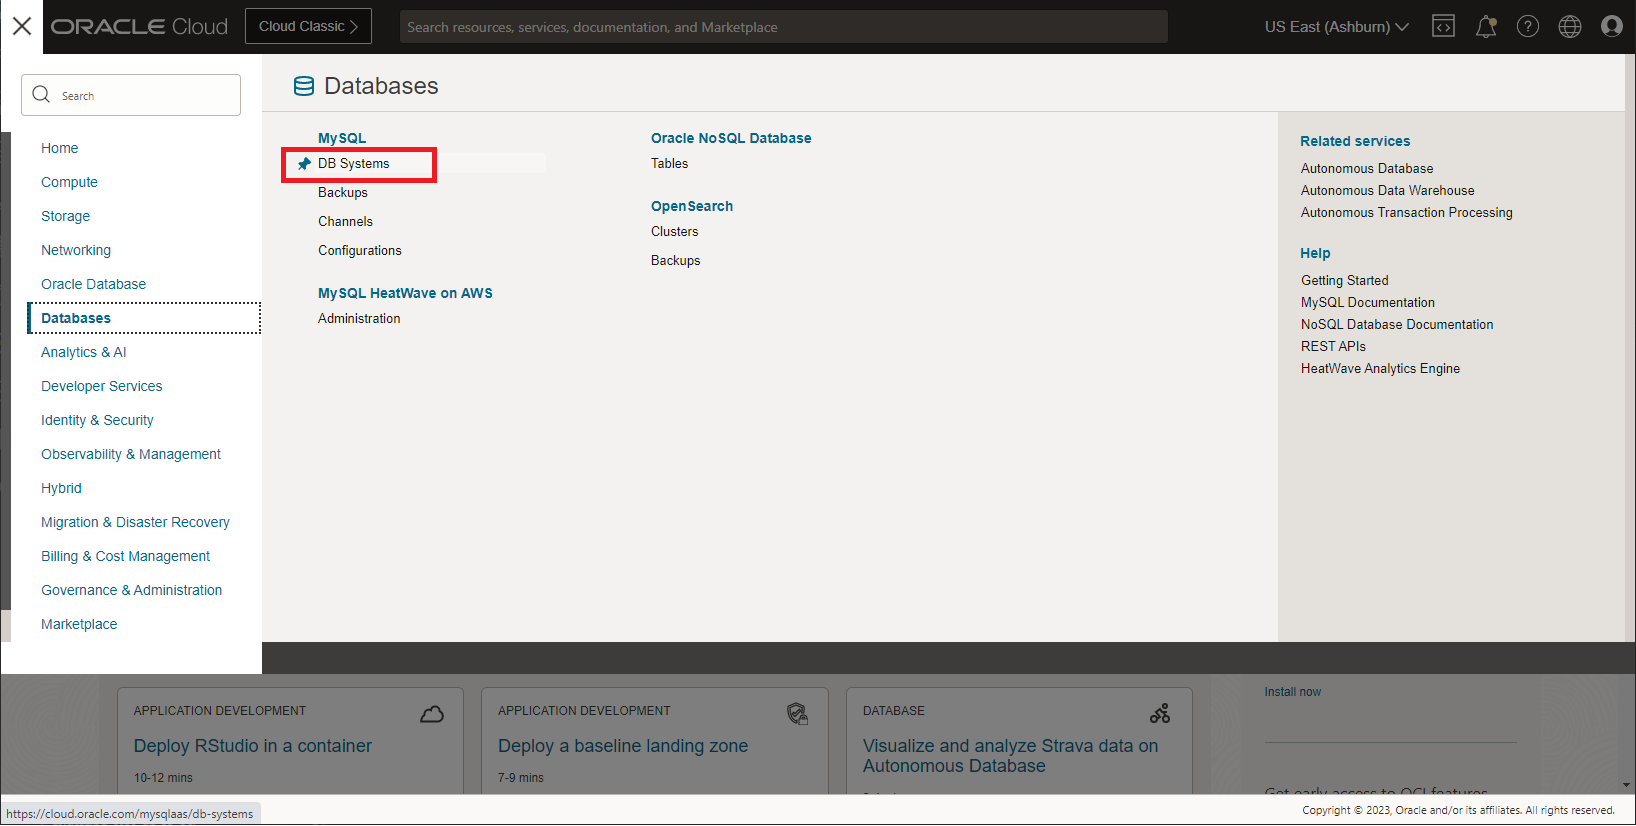 ORACLE Cloud
Cloud Classic
Search resources, services, documentation, and Marketplace
US East (Ashburn)
Search
Home
Compute
Storage
Networking
Oracle Database
Databases
Analytics & AI
Developer Services
Identity & Security
Observability & Management
Hybrid
Migration & Disaster Recovery
Billing & Cost Management
Governance & Administration
Marketplace
Databases
MySQL
DB Systems
Backups
Channels
Configurations
MySQL HeatWave on AWS
Administration
Oracle NoSQL Database
Tables
OpenSearch
Clusters
Backups
Related services
Autonomous Database
Autonomous Data Warehouse
Autonomous Transaction Processing
Help
Getting Started
MySQL Documentation
NoSQL Database Documentation
REST APIs
HeatWave Analytics Engine
APPLICATION DEVELOPMENT
Deploy RStudio in a container
10-12 mins
APPLICATION DEVELOPMENT
Deploy a baseline landing zone
7-9 mins
DATABASE
Visualize and analyze Strava data on
Autonomous Database
Install now
Get early access to OCI features
https://cloud.oracle.com/mysqlaas/db-systems
Copyright © 2023, Oracle and/or its affiliates. All rights reserved.